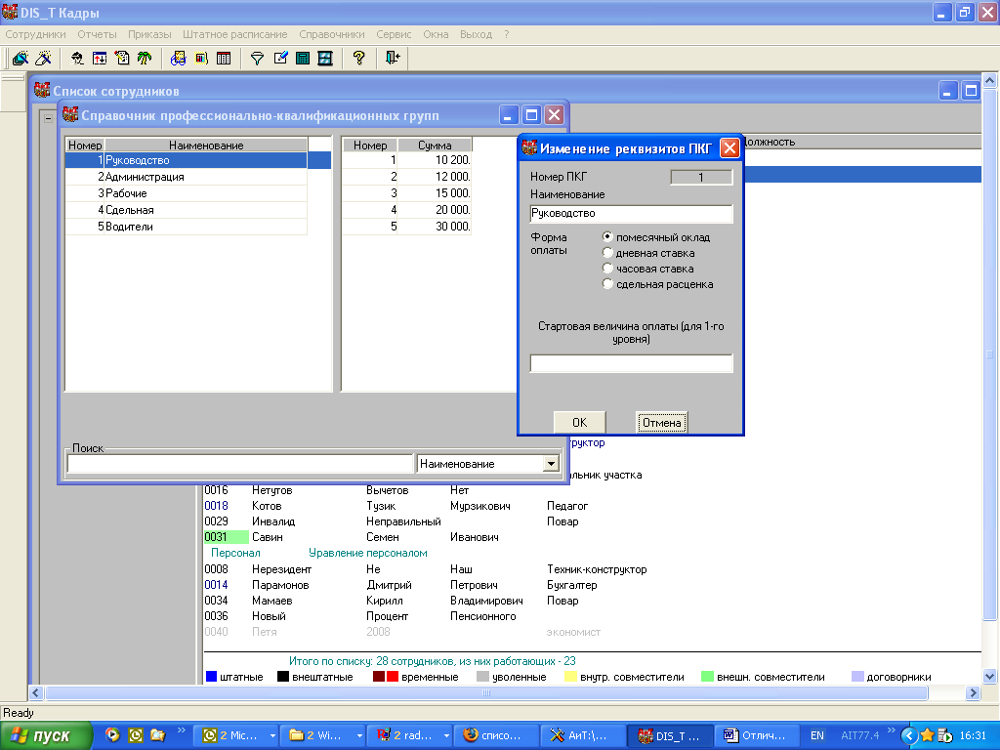 DIS_T Кадры
Сотрудники Отчеты Приказы Штатное расписание Справочники Сервис Окна Выход ?
Список сотрудников
Справочник профессионально-квалификационных групп
Номер Наименование
1 Руководство
2 Администрация
3 Рабочие
4 Сдельная
5 Водители
Номер Сумма
1 10 200.
2 12 000.
3 15 000.
4 20 000.
5 30 000.
Поиск
Наименование
Изменение реквизитов ПКГ
Номер ПКГ 1
Наименование
Руководство
Форма оплаты
помесячный оклад
дневная ставка
часовая ставка
сдельная расценка
Стартовая величина оплаты (для 1-го
уровня)
OK Отмена
Должность
руктор
льник участка
0016 Нетутов Вычетов Нет
0018 Котов Тузик Мурзикович Педагог
0029 Инвалид Неправильный Повар
0031 Савин Семен Иванович
Персонал Уравление персоналом
0008 Нерезидент Не Наш Техник-конструктор
0014 Парамонов Дмитрий Петрович Бухгалтер
0034 Мамаев Кирилл Владимирович Повар
0036 Новый Процент Пенсионного
0040 Петя 2008 экономист
Итого по списку: 28 сотрудников, из них работающих - 23
штатные внештатные временные уволенные внутр. совместители внешн. совместители договорники
Ready
пуск 2 Mic... 2 Wi... 2 rad... списо... АиТ:\... DIS_T ... Отлич... EN AIT77.4 16:31